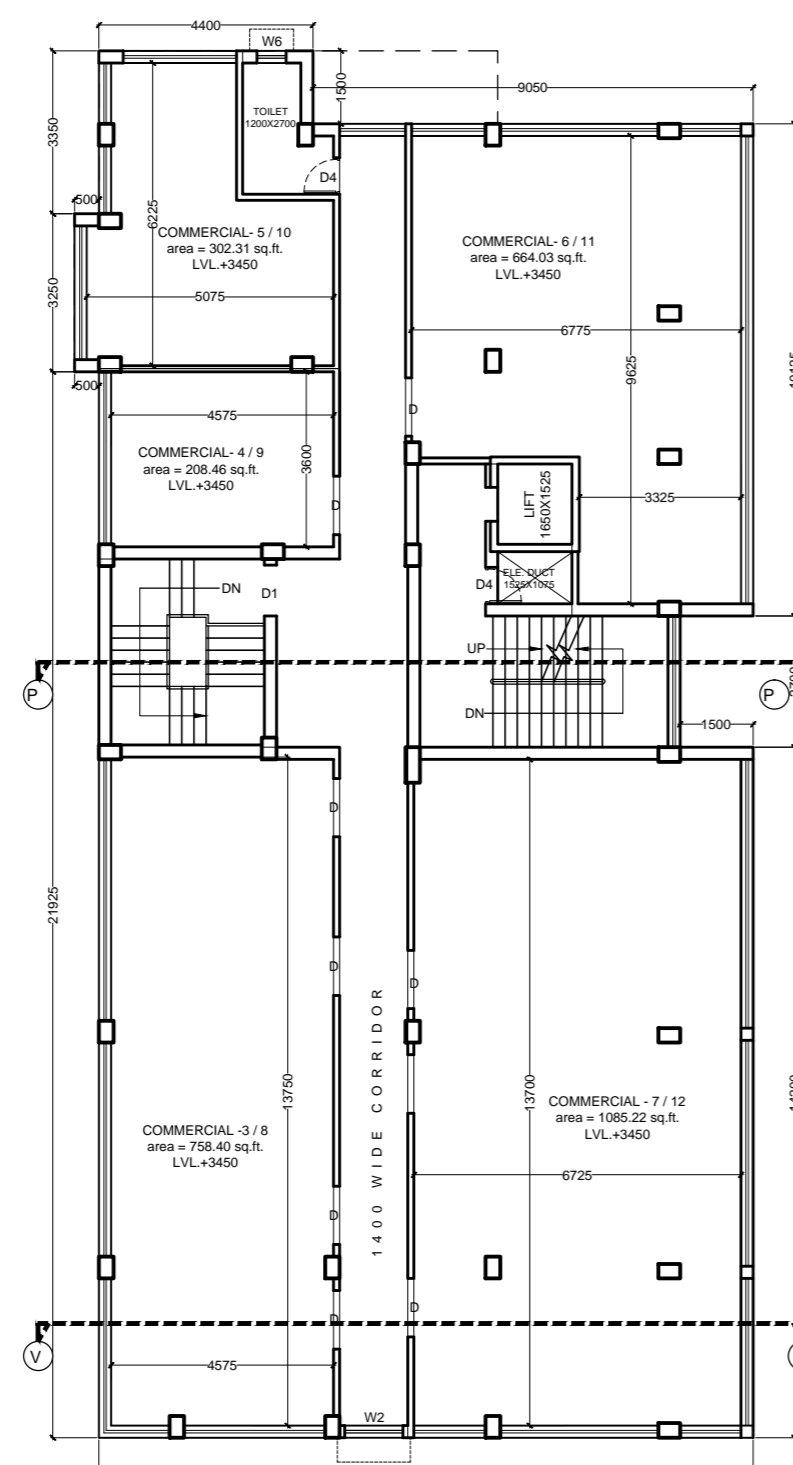 4400
W6
1500
9050
TOILET
1200X2700
3350
D4
500
6225
COMMERCIAL- 5 / 10
area = 302.31 sq.ft.
LVL.+3450
COMMERCIAL- 6 / 11
area = 664.03 sq.ft.
LVL.+3450
3250
5075
6775
9625
500
4575
D
COMMERCIAL- 4 / 9
area = 208.46 sq.ft.
LVL.+3450
3600
LIFT
1650X1525
3325
D
ELE. DUCT
1525X1075
D4
DN
D1
UP
P
P
DN
1500
D
21925
D
D
1400 WIDE CORRIDOR
13750
13700
COMMERCIAL - 7 / 12
area = 1085.22 sq.ft.
LVL.+3450
COMMERCIAL -3 / 8
area = 758.40 sq.ft.
LVL.+3450
6725
D
D
D
V
4575
W2